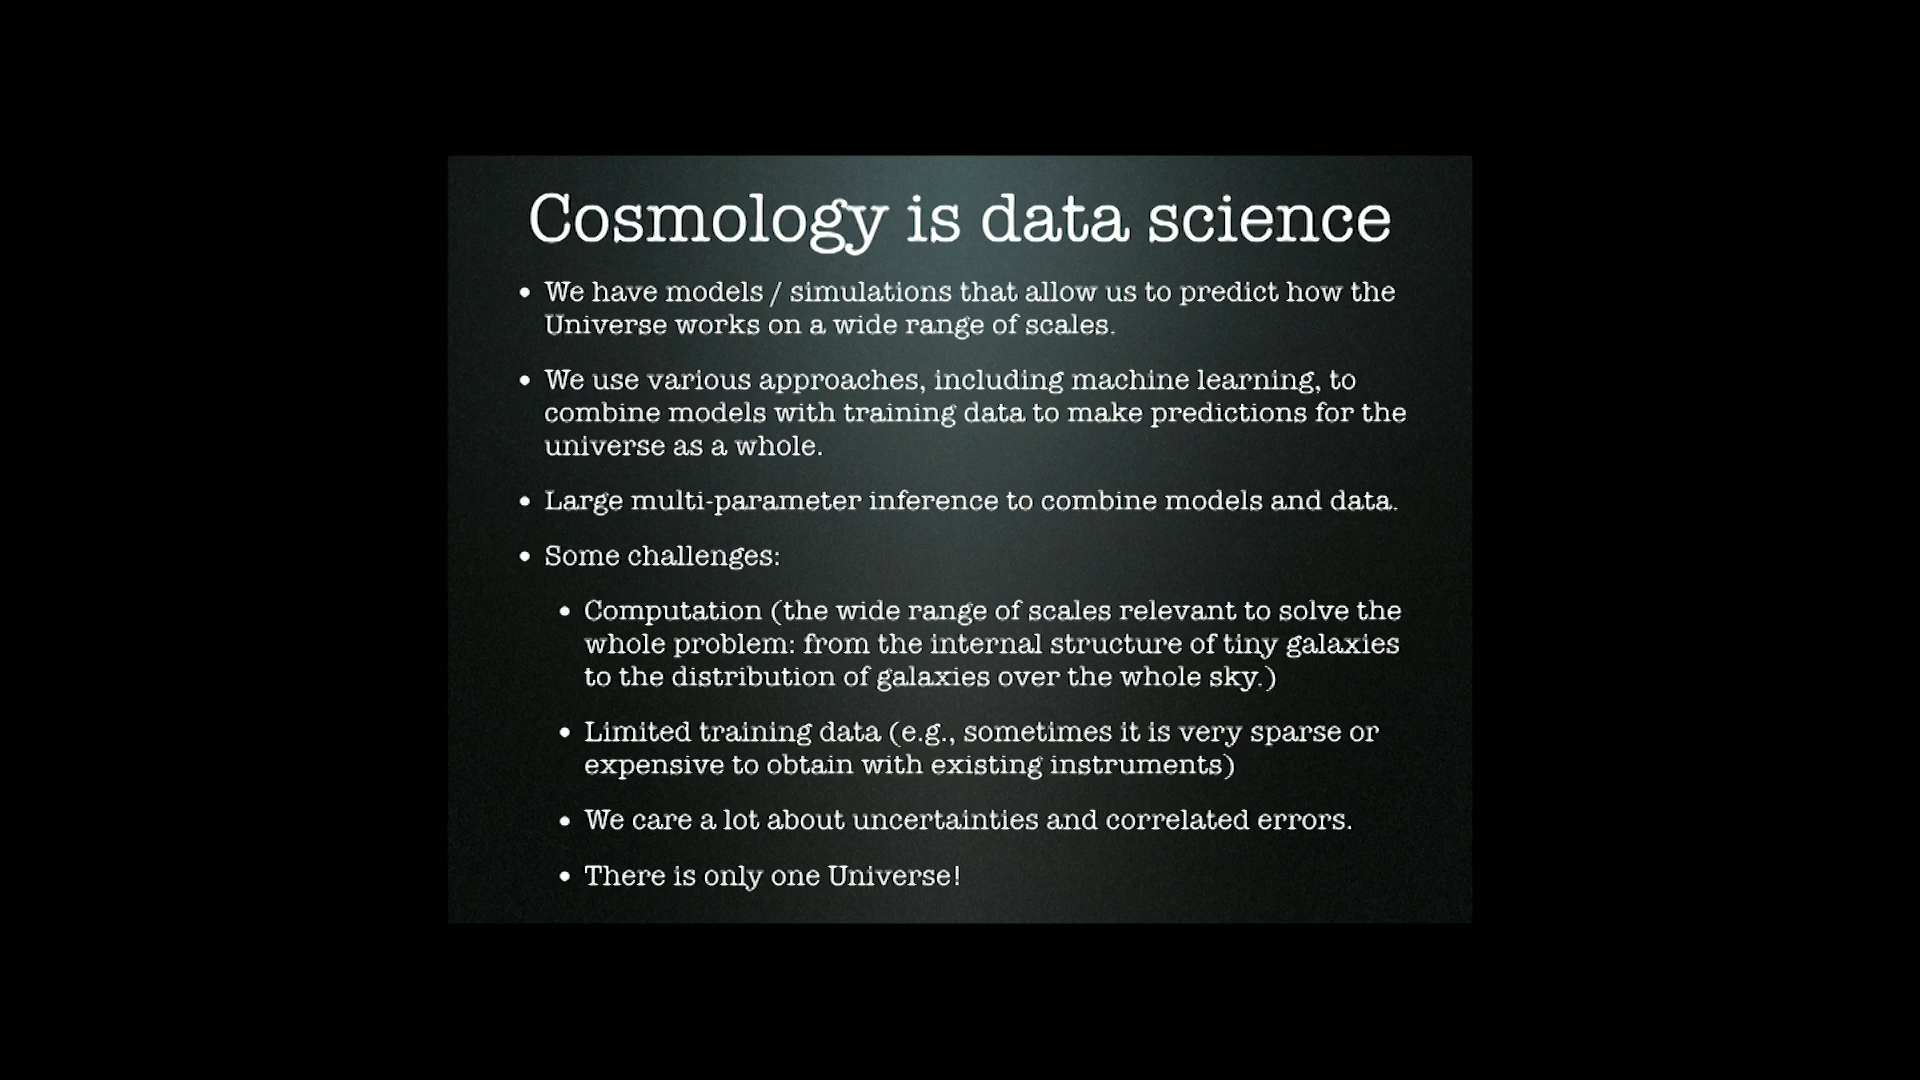 Cosmology is data science
• We have models / simulations that allow us to predict how the
Universe works on a wide range of scales.
• We use various approaches, including machine learning, to
combine models with training data to make predictions for the
universe as a whole.
• Large multi-parameter inference to combine models and data.
• Some challenges:
• Computation (the wide range of scales relevant to solve the
whole problem: from the internal structure of tiny galaxies
to the distribution of galaxies over the whole sky.)
• Limited training data (e.g., sometimes it is very sparse or
expensive to obtain with existing instruments)
• We care a lot about uncertainties and correlated errors.
• There is only one Universe!